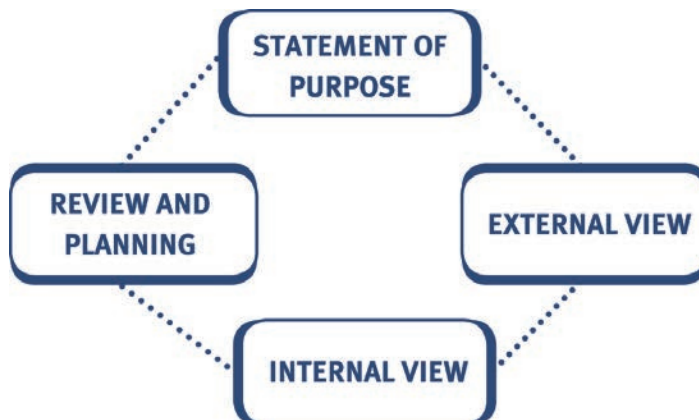 STATEMENT OF
PURPOSE
REVIEW AND
PLANNING
EXTERNAL VIEW
INTERNAL VIEW